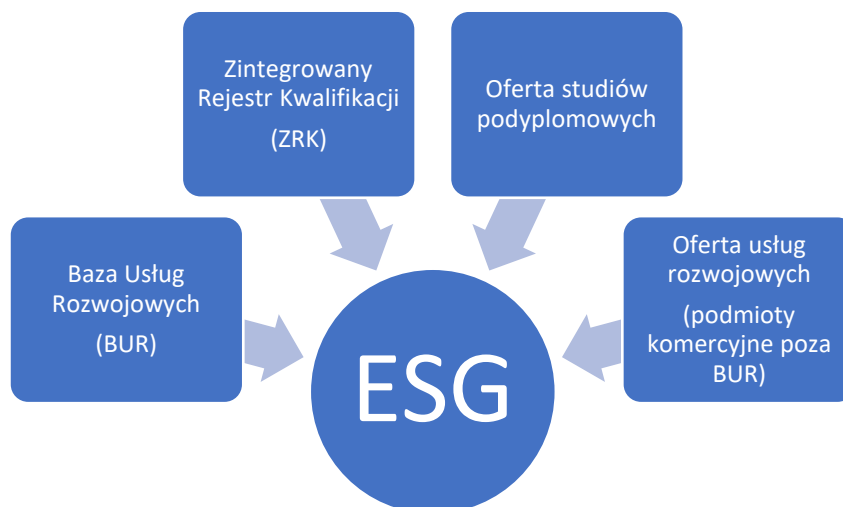 Zintegrowany
Rejestr Kwalifikacji
(ZRK)
Oferta studiów
podyplomowych
Baza Usług
Rozwojowych
(BUR)
Oferta usług
rozwojowych
(podmioty
komercyjne poza
BUR)
ESG